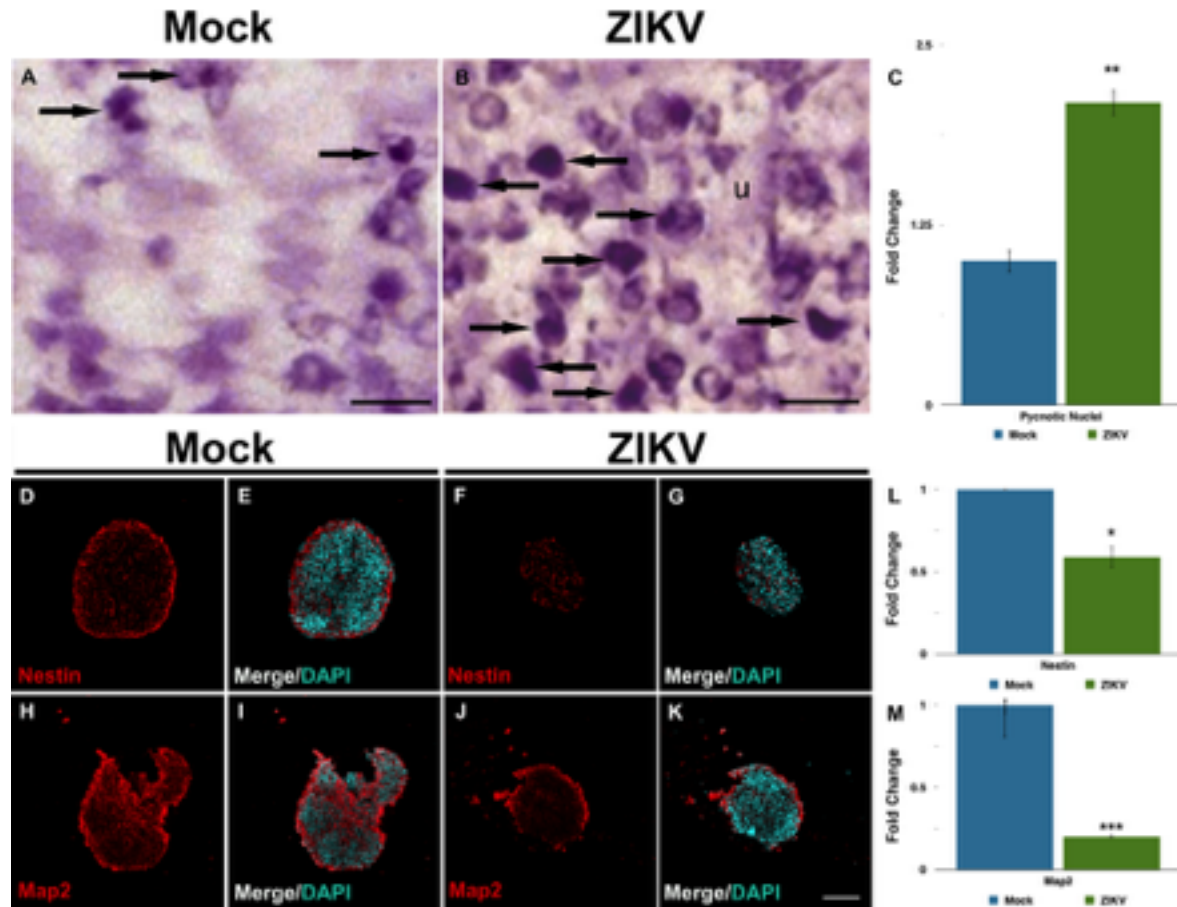 Mock
ZIKV
A
B
u
C
**
2.5
1.25
0
Fold Change
Pycnotic Nuclei
Mock ZIKV
Mock
ZIKV
D
E
F
G
Nestin
Merge/DAPI
Nestin
Merge/DAPI
H
I
J
K
Map2
Merge/DAPI
Map2
Merge/DAPI
L
*
1
0.5
0
Fold Change
Nestin
Mock ZIKV
M
***
1
0.5
0
Fold Change
Map2
Mock ZIKV